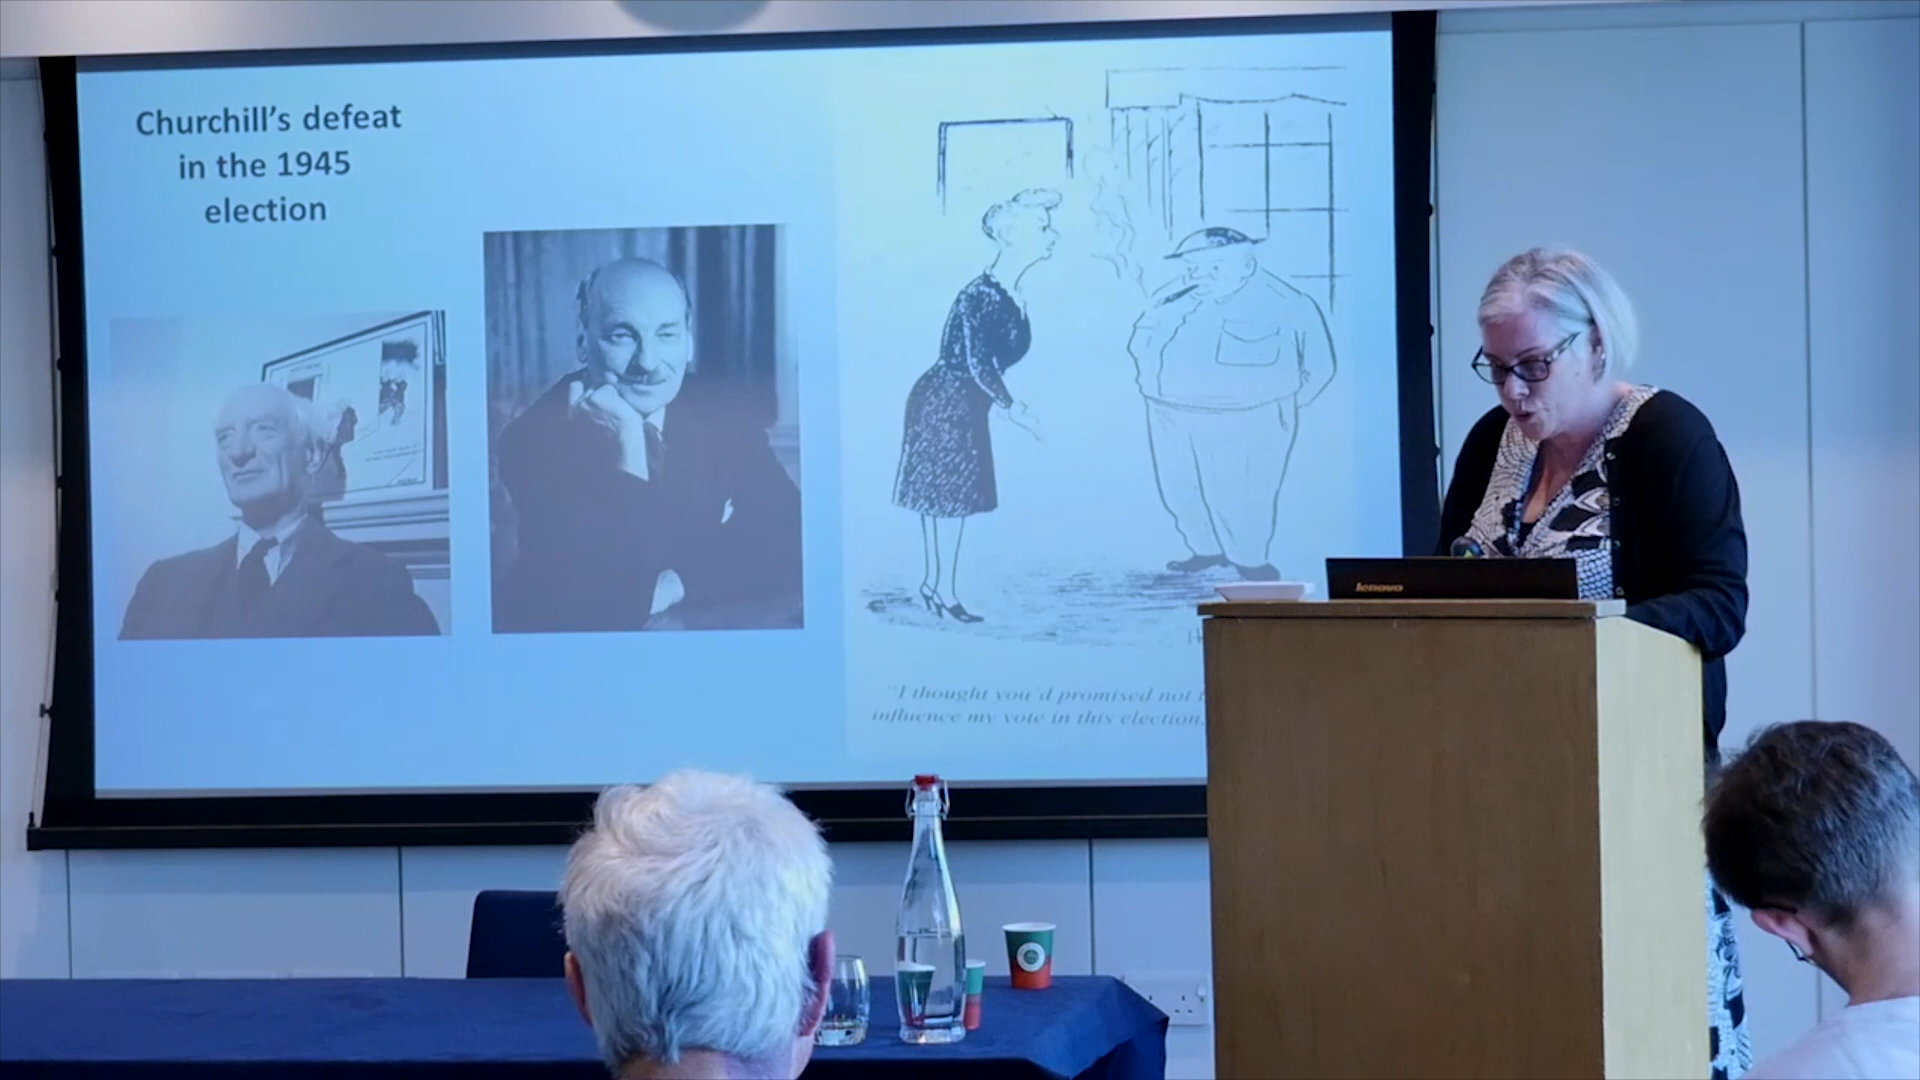 Churchill's defeat
in the 1945
election
"I thought you'd promised not
influence my vote in this election,
lenovo